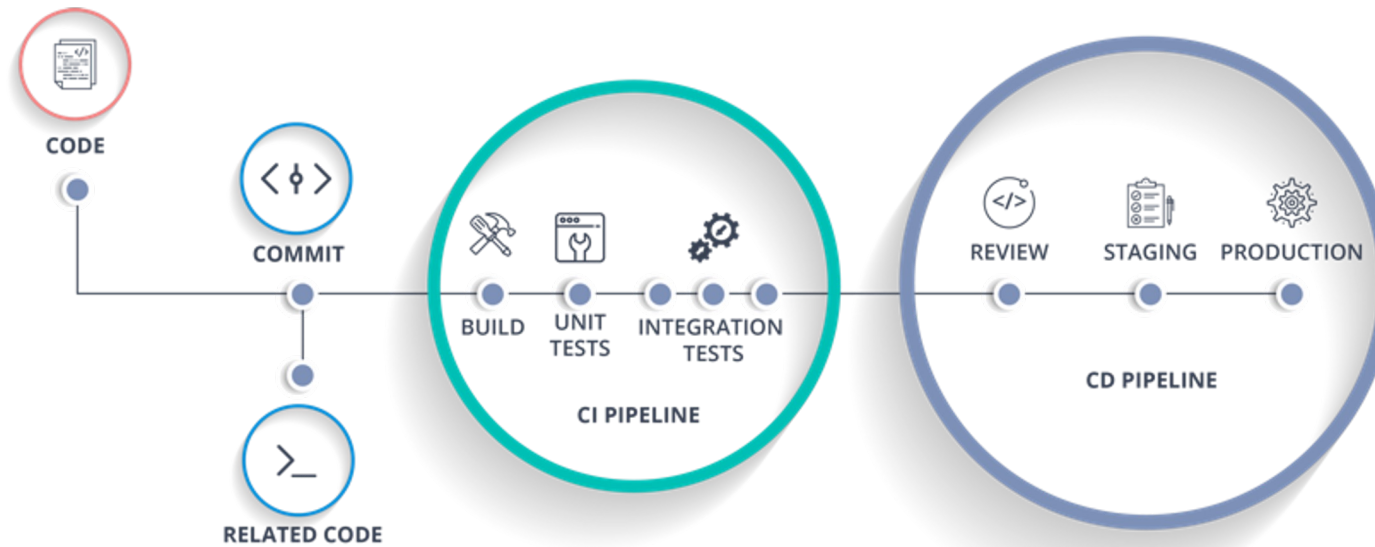 CODE
COMMIT
RELATED CODE
BUILD
UNIT
TESTS
INTEGRATION
TESTS
CI PIPELINE
REVIEW
STAGING
PRODUCTION
CD PIPELINE